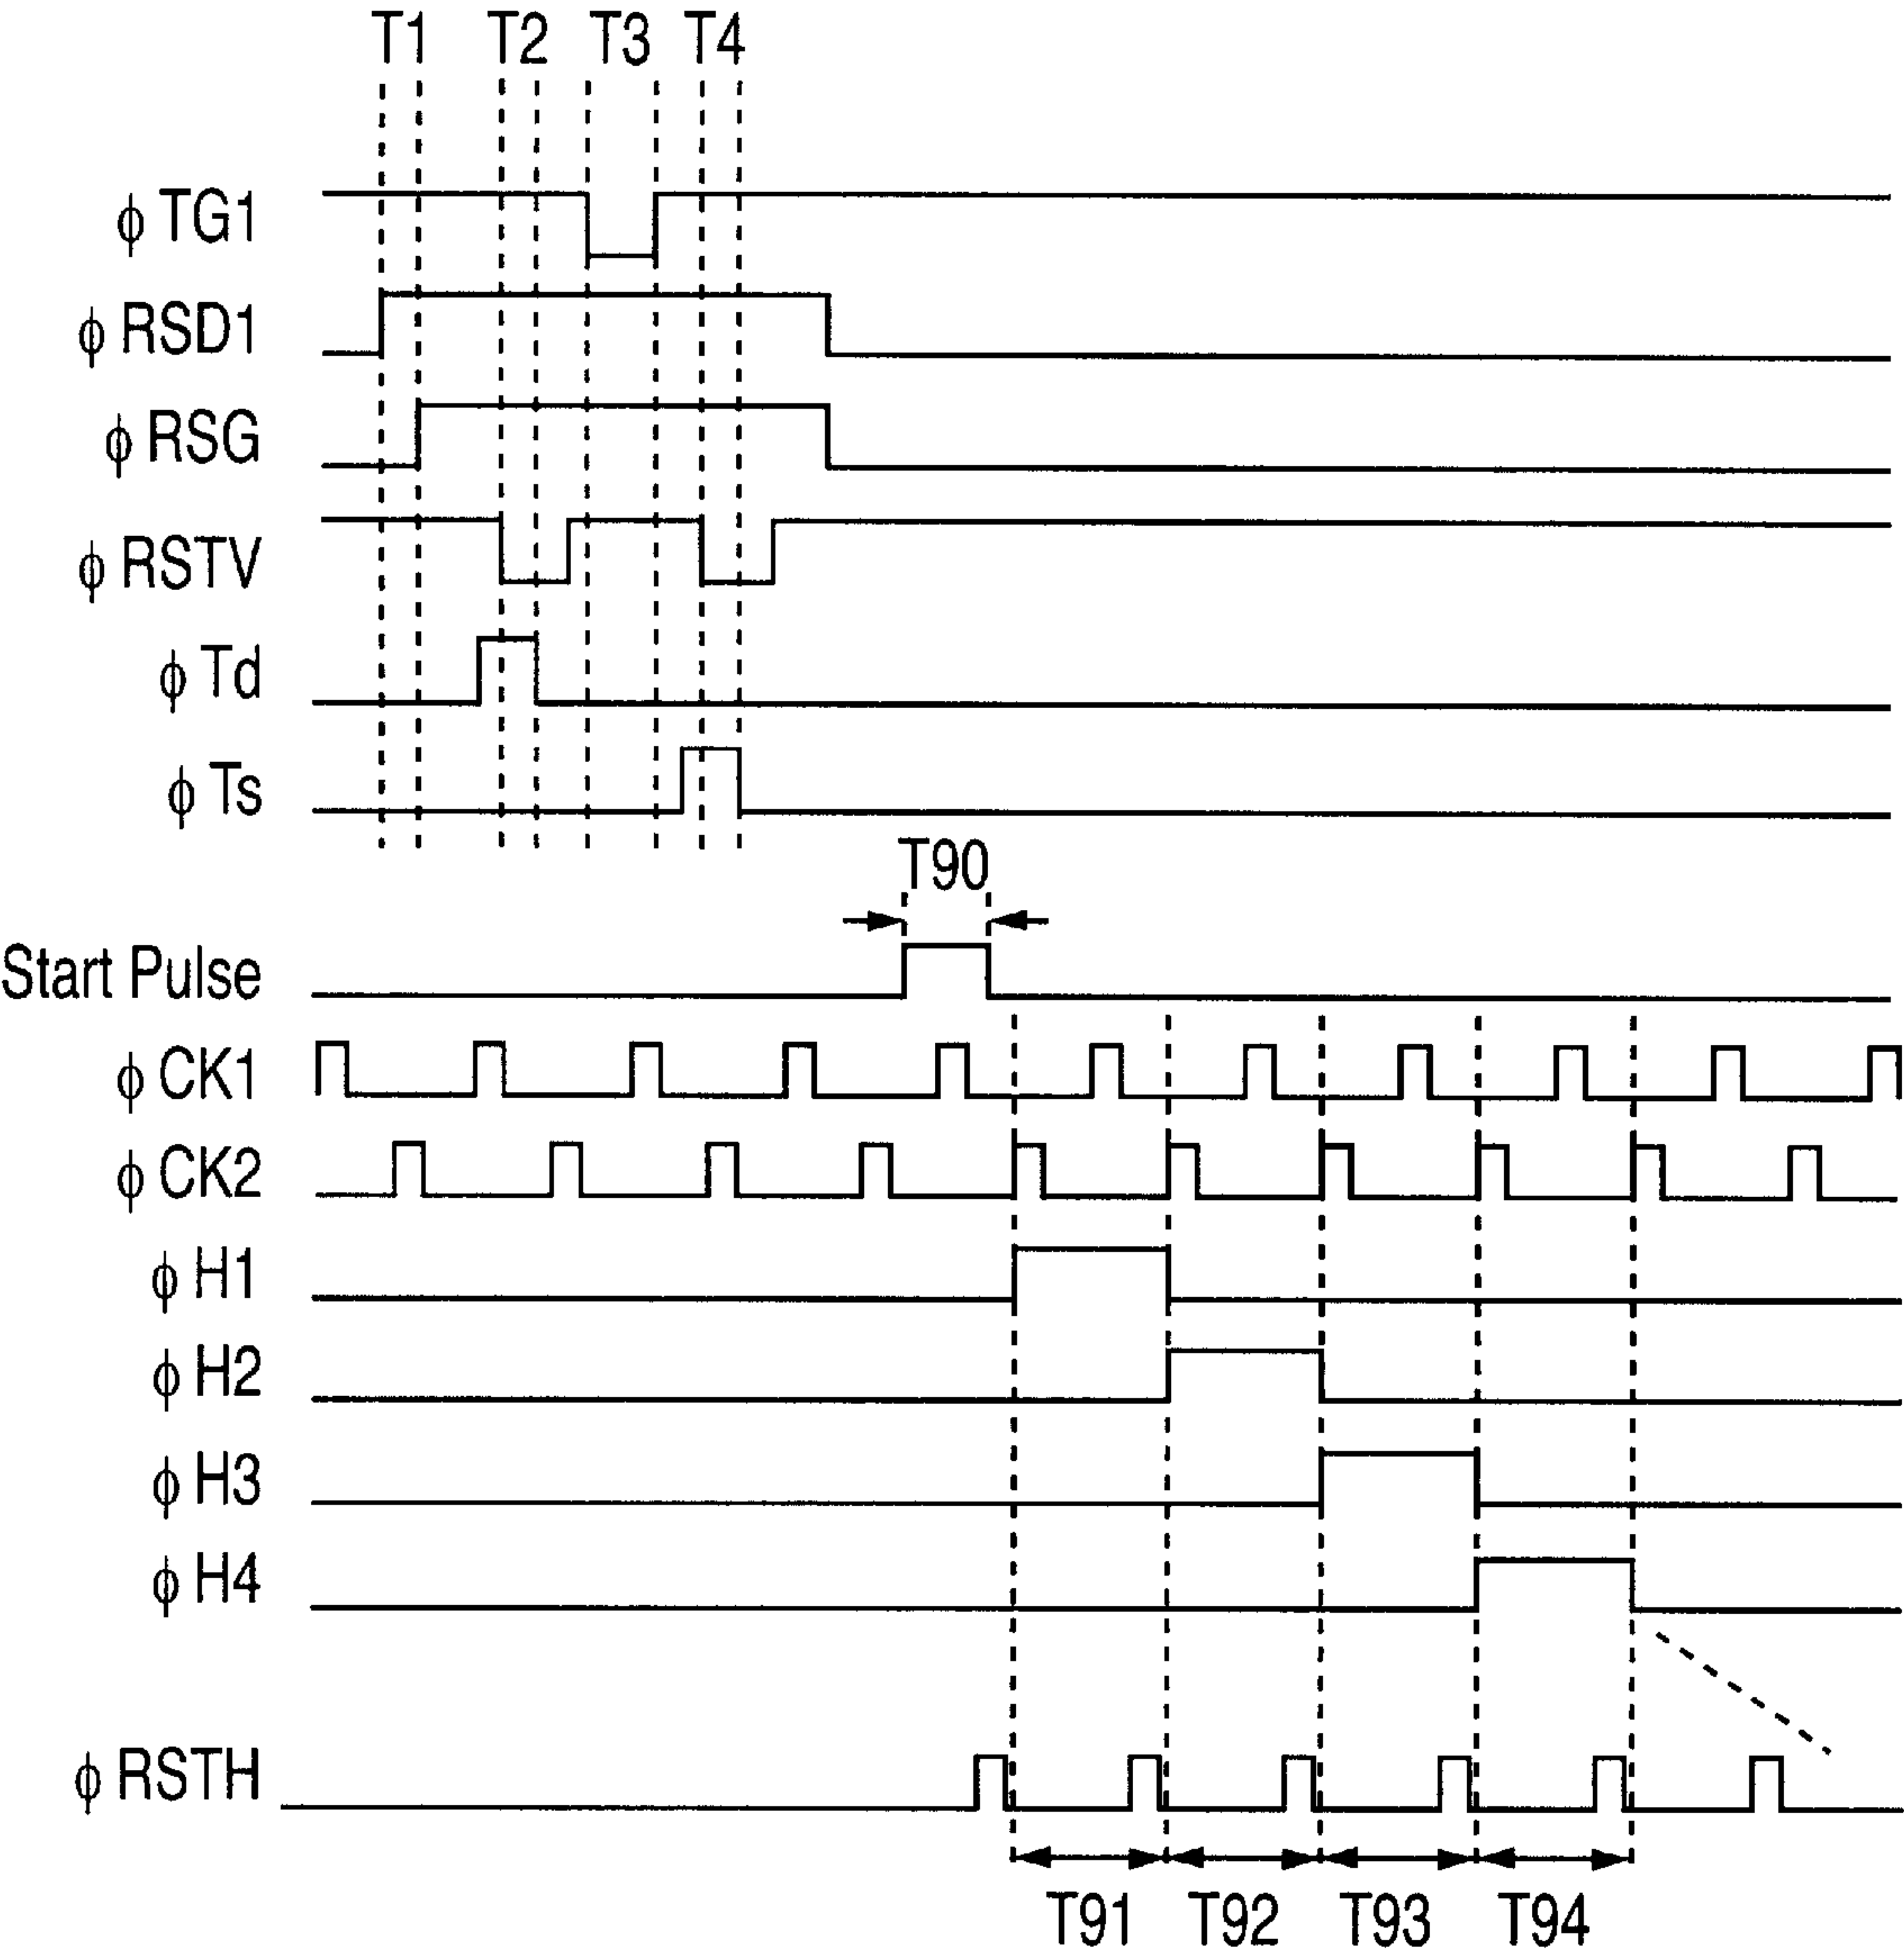 T1 T2 T3 T4
ϕ TG1
ϕ RSD1
ϕ RSG
ϕ RSTV
ϕ Td
ϕ Ts
T90
Start Pulse
ϕ CK1
ϕ CK2
ϕ H1
ϕ H2
ϕ H3
ϕ H4
ϕ RSTH
T91 T92 T93 T94